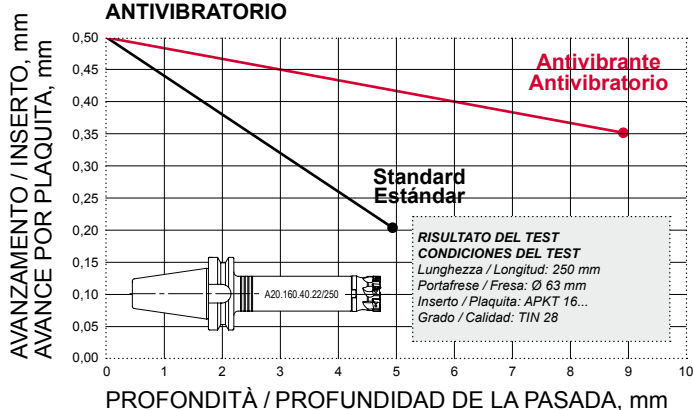 ANTIVIBRATORIO
AVANZAMENTO / INSERTO, mm
AVANCE POR PLAQUITA, mm
0,50
0,45
0,40
0,35
0,30
0,25
0,20
0,15
0,10
0,05
0,00
Antivibrante
Antivibratorio
Standard
Estándar
RISULTATO DEL TEST
CONDICIONES DEL TEST
Lunghezza / Longitud: 250 mm
Portafrese / Fresa: Ø 63 mm
Inserto / Plaquita: APKT 16...
Grado / Calidad: TIN 28
A20.160.40.22/250
0 1 2 3 4 5 6 7 8 9 10
PROFONDITÀ / PROFUNDIDAD DE LA PASADA, mm